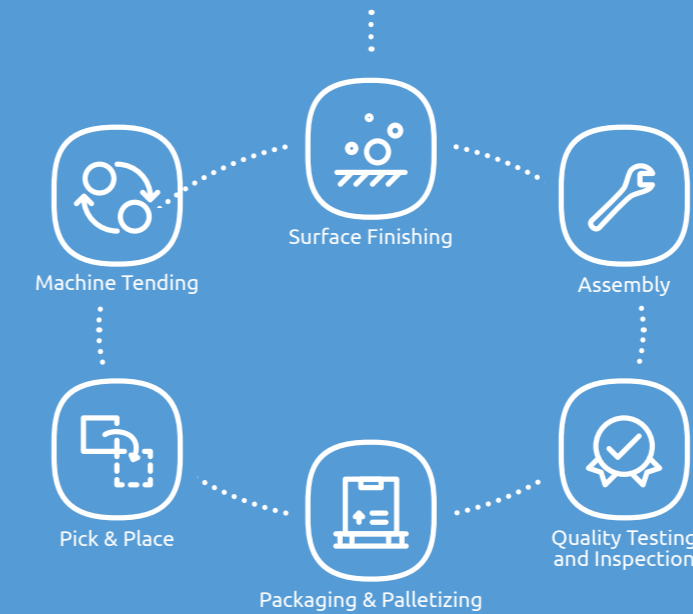 Surface Finishing
Machine Tending
Assembly
Pick & Place
Quality Testing
and Inspection
Packaging & Palletizing